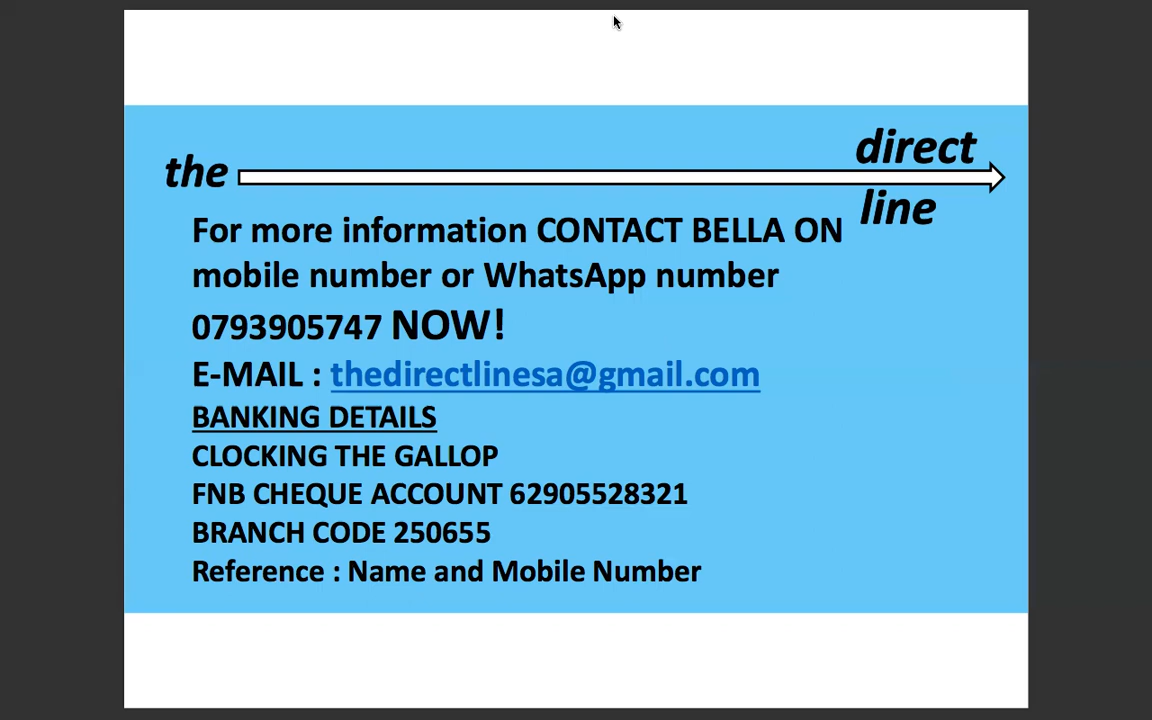 the
direct
line
For more information CONTACT BELLA ON
mobile number or WhatsApp number
0793905747 NOW!
E-MAIL : thedirectlinesa@gmail.com
BANKING DETAILS
CLOCKING THE GALLOP
FNB CHEQUE ACCOUNT 62905528321
BRANCH CODE 250655
Reference : Name and Mobile Number